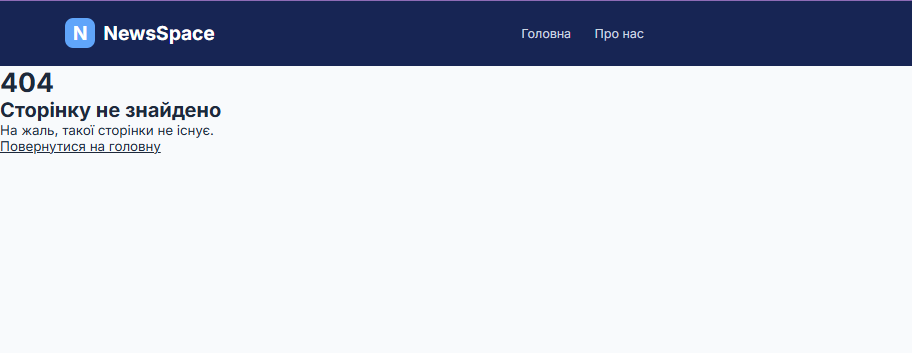 N NewsSpace Головна Про нас
404
Сторінку не знайдено
На жаль, такої сторінки не існує.
Повернутися на головну